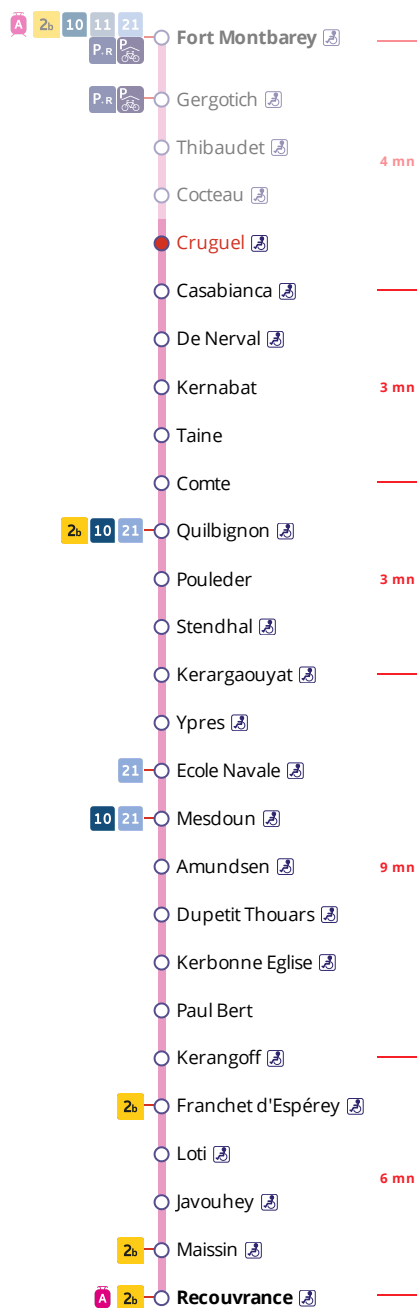 A 2b 10 11 21 Fort Montbarey
P+R P
P+R P Gergotich
Thibaudet
4 mn
Cocteau
Cruguel
Casabianca
De Nerval
Kernabat 3 mn
Taine
Comte
2b 10 21 Quilbignon
Pouleder 3 mn
Stendhal
Kerargaouyat
Ypres
21 Ecole Navale
10 21 Mesdoun
Amundsen 9 mn
Dupetit Thouars
Kerbonne Eglise
Paul Bert
Kerangoff
2b Franchet d'Espérey
Loti
6 mn
Javouhey
2b Maissin
A 2b Recouvrance